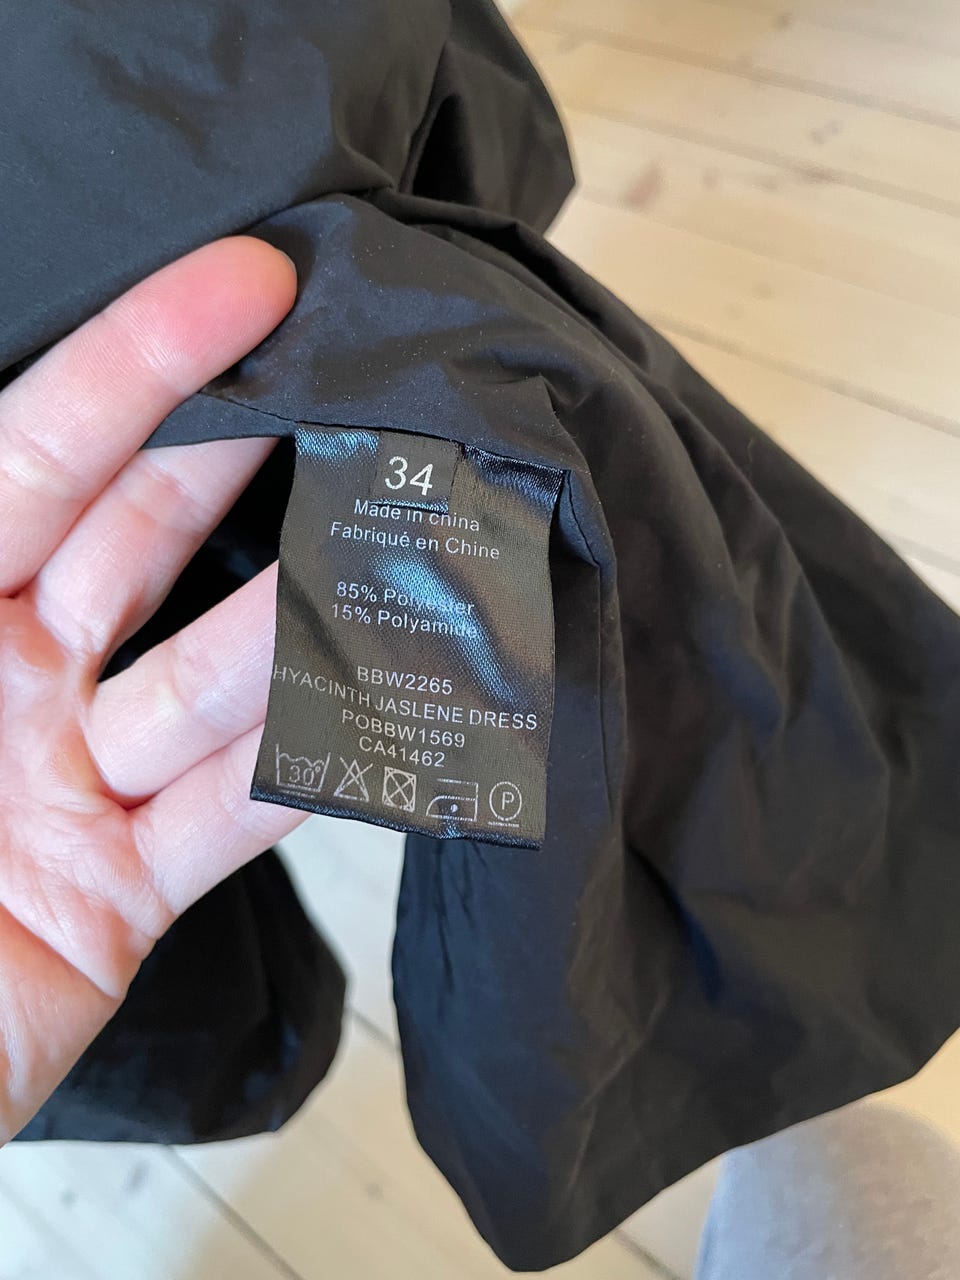 34
Made in china
Fabriqué en Chine
85% Polyester
15% Polyamide
BBW2265
HYACINTH JASLENE DRESS
POBBW1569
CA41462
30°
P